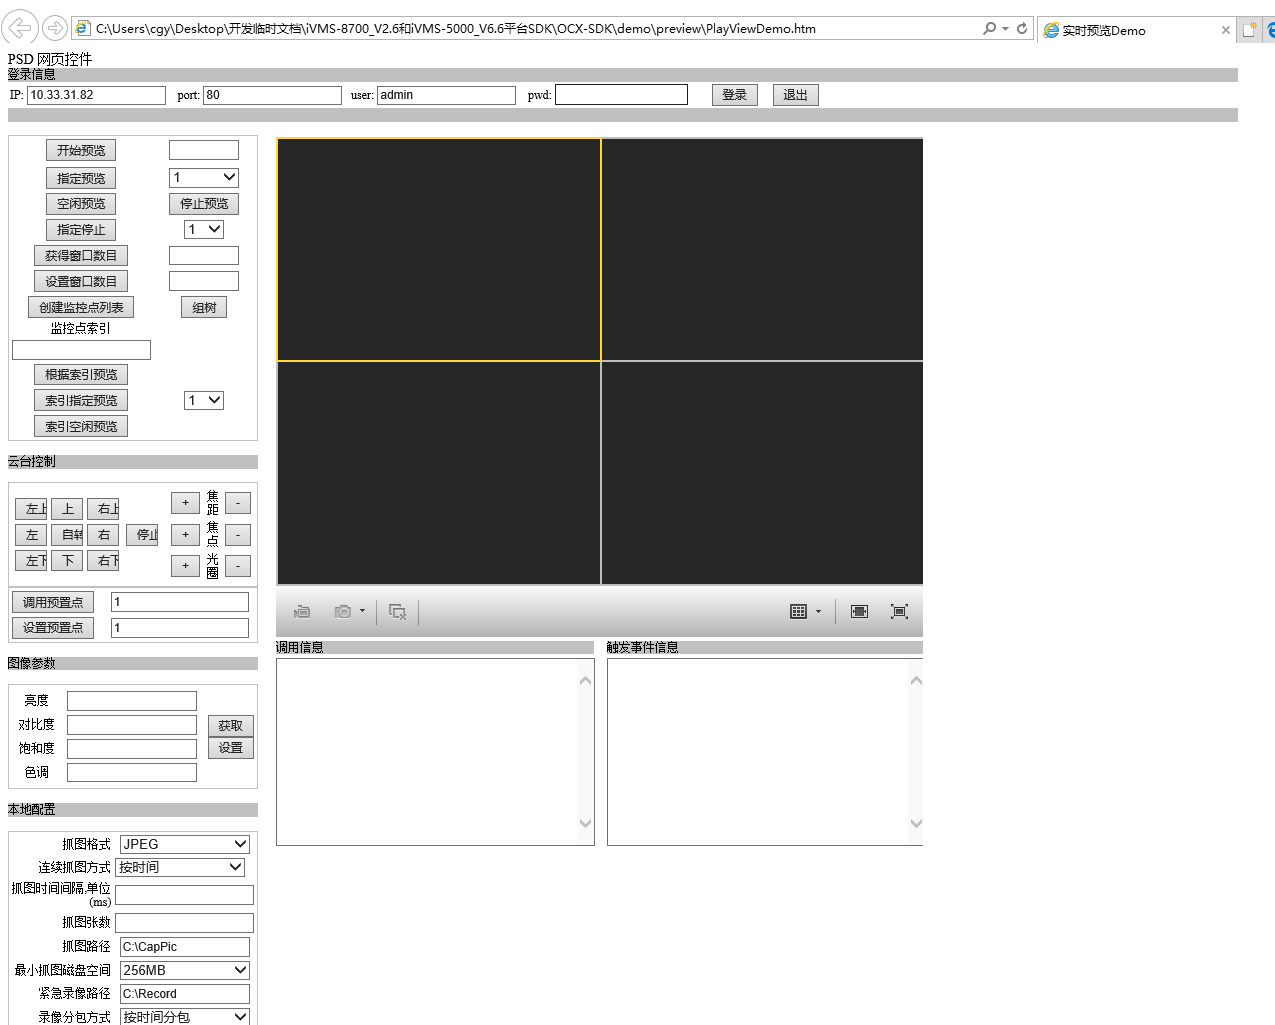 C:\Users\cgy\Desktop\开发临时文档\iVMS-8700_V2.6和iVMS-5000_V6.6平台SDK\OCX-SDK\demo\preview\PlayViewDemo.htm
实时预览Demo
PSD 网页控件
登录信息
IP: 10.33.31.82 port: 80 user: admin pwd: 登录 退出
开始预览
指定预览 1
空闲预览 停止预览
指定停止 1
获得窗口数目
设置窗口数目
创建监控点列表 组树
监控点索引
根据索引预览
索引指定预览 1
索引空闲预览
云台控制
左上 上 右上 + 焦距 -
左 自转 右 停止 + 焦点 -
左下 下 右下 + 光圈 -
调用预置点 1
设置预置点 1
调用信息 触发事件信息
图像参数
亮度
对比度 获取
饱和度 设置
色调
本地配置
抓图格式 JPEG
连续抓图方式 按时间
抓图时间间隔,单位
(ms)
抓图张数
抓图路径 C:\CapPic
最小抓图磁盘空间 256MB
紧急录像路径 C:\Record
录像分包方式 按时间分包